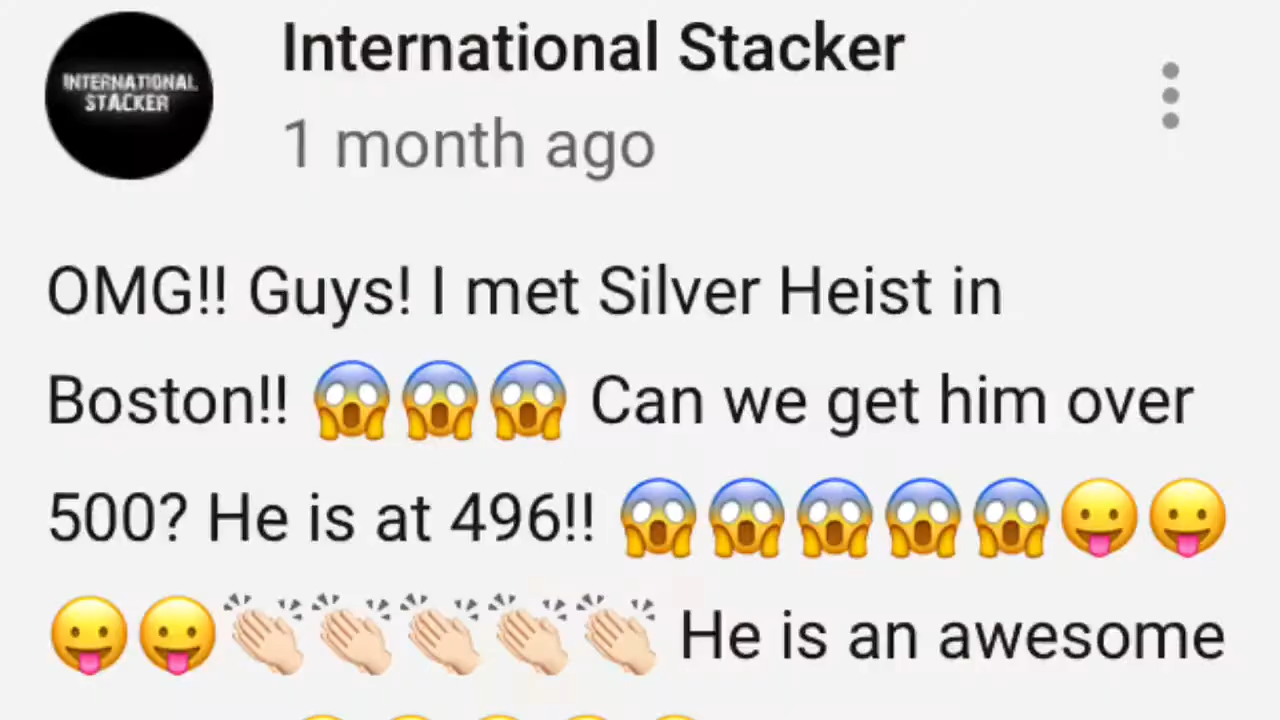 INTERNATIONAL
STACKER
International Stacker
1 month ago
OMG!! Guys! I met Silver Heist in
Boston!! 😱😱😱 Can we get him over
500? He is at 496!! 😱😱😱😱😱😛😛
😛😛👏🏻👏🏻👏🏻👏🏻👏🏻 He is an awesome